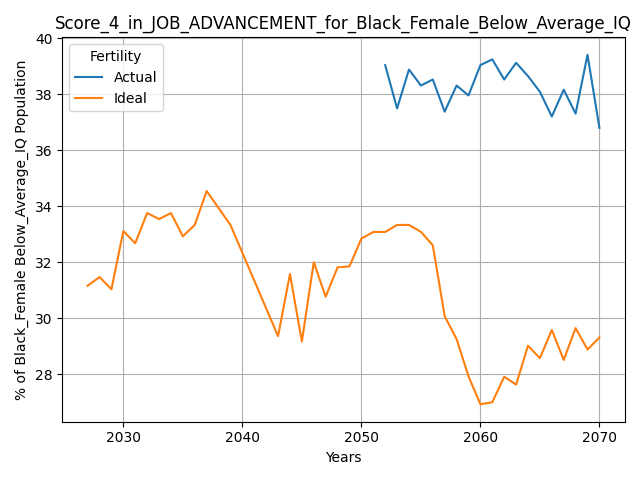 Score_4_in_JOB_ADVANCEMENT_for_Black_Female_Below_Average_IQ
Fertility
Actual
Ideal
% of Black_Female Below_Average_IQ Population
40
38
36
34
32
30
28
2030
2040
2050
2060
2070
Years